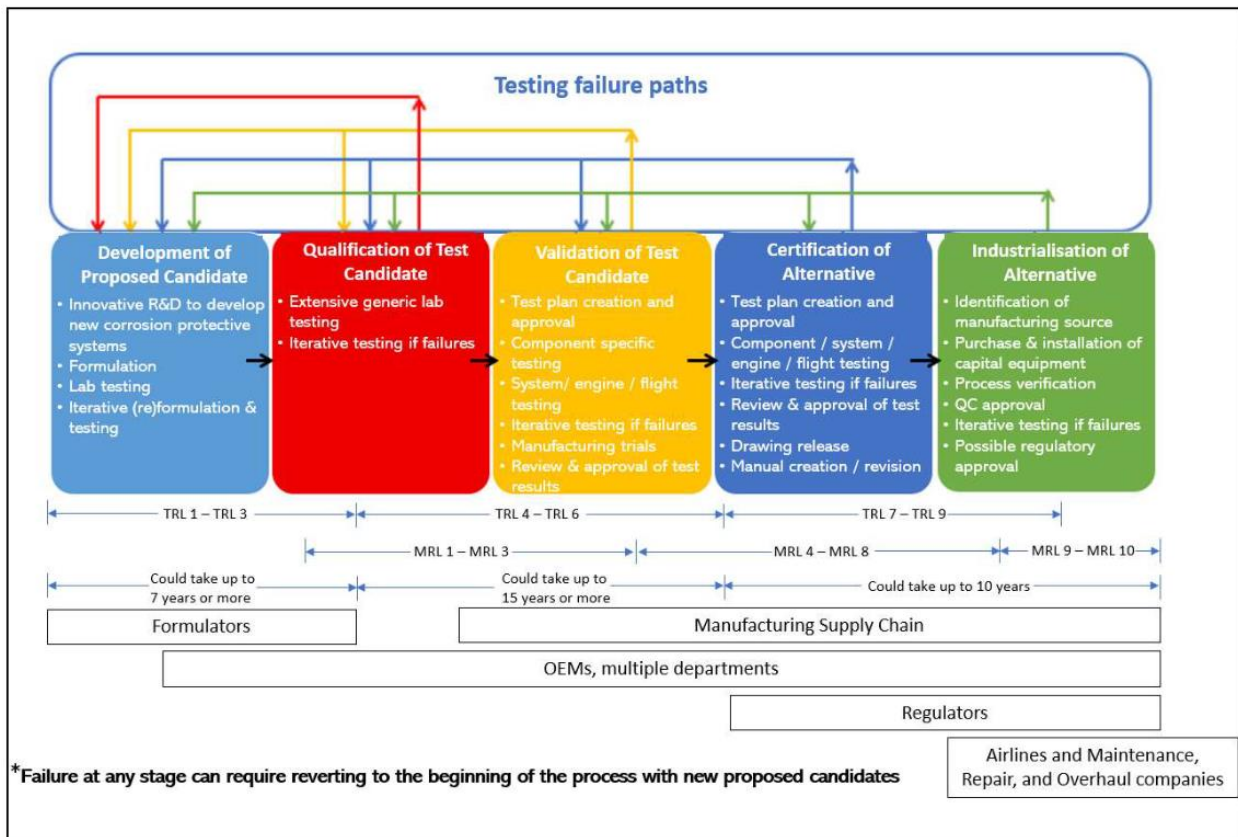 Testing failure paths
Development of
Proposed Candidate
• Innovative R&D to develop
new corrosion protective
systems
• Formulation
• Lab testing
• Iterative (re)formulation &
testing
Qualification of Test
Candidate
• Extensive generic lab
testing
• Iterative testing if failures
Validation of Test
Candidate
• Test plan creation and
approval
• Component specific
testing
• System/ engine / flight
testing
• Iterative testing if failures
• Manufacturing trials
• Review & approval of test
results
Certification of
Alternative
• Test plan creation and
approval
• Component / system /
engine / flight testing
• Iterative testing if failures
• Review & approval of test
results
• Drawing release
• Manual creation / revision
Industrialisation of
Alternative
• Identification of
manufacturing source
• Purchase & installation of
capital equipment
• Process verification
• QC approval
• Iterative testing if failures
• Possible regulatory
approval
TRL 1 – TRL 3
TRL 4 – TRL 6
TRL 7 – TRL 9
MRL 1 – MRL 3
MRL 4 – MRL 8
MRL 9 – MRL 10
Could take up to
7 years or more
Could take up to
15 years or more
Could take up to 10 years
Formulators
Manufacturing Supply Chain
OEMs, multiple departments
Regulators
Airlines and Maintenance,
Repair, and Overhaul companies
*Failure at any stage can require reverting to the beginning of the process with new proposed candidates